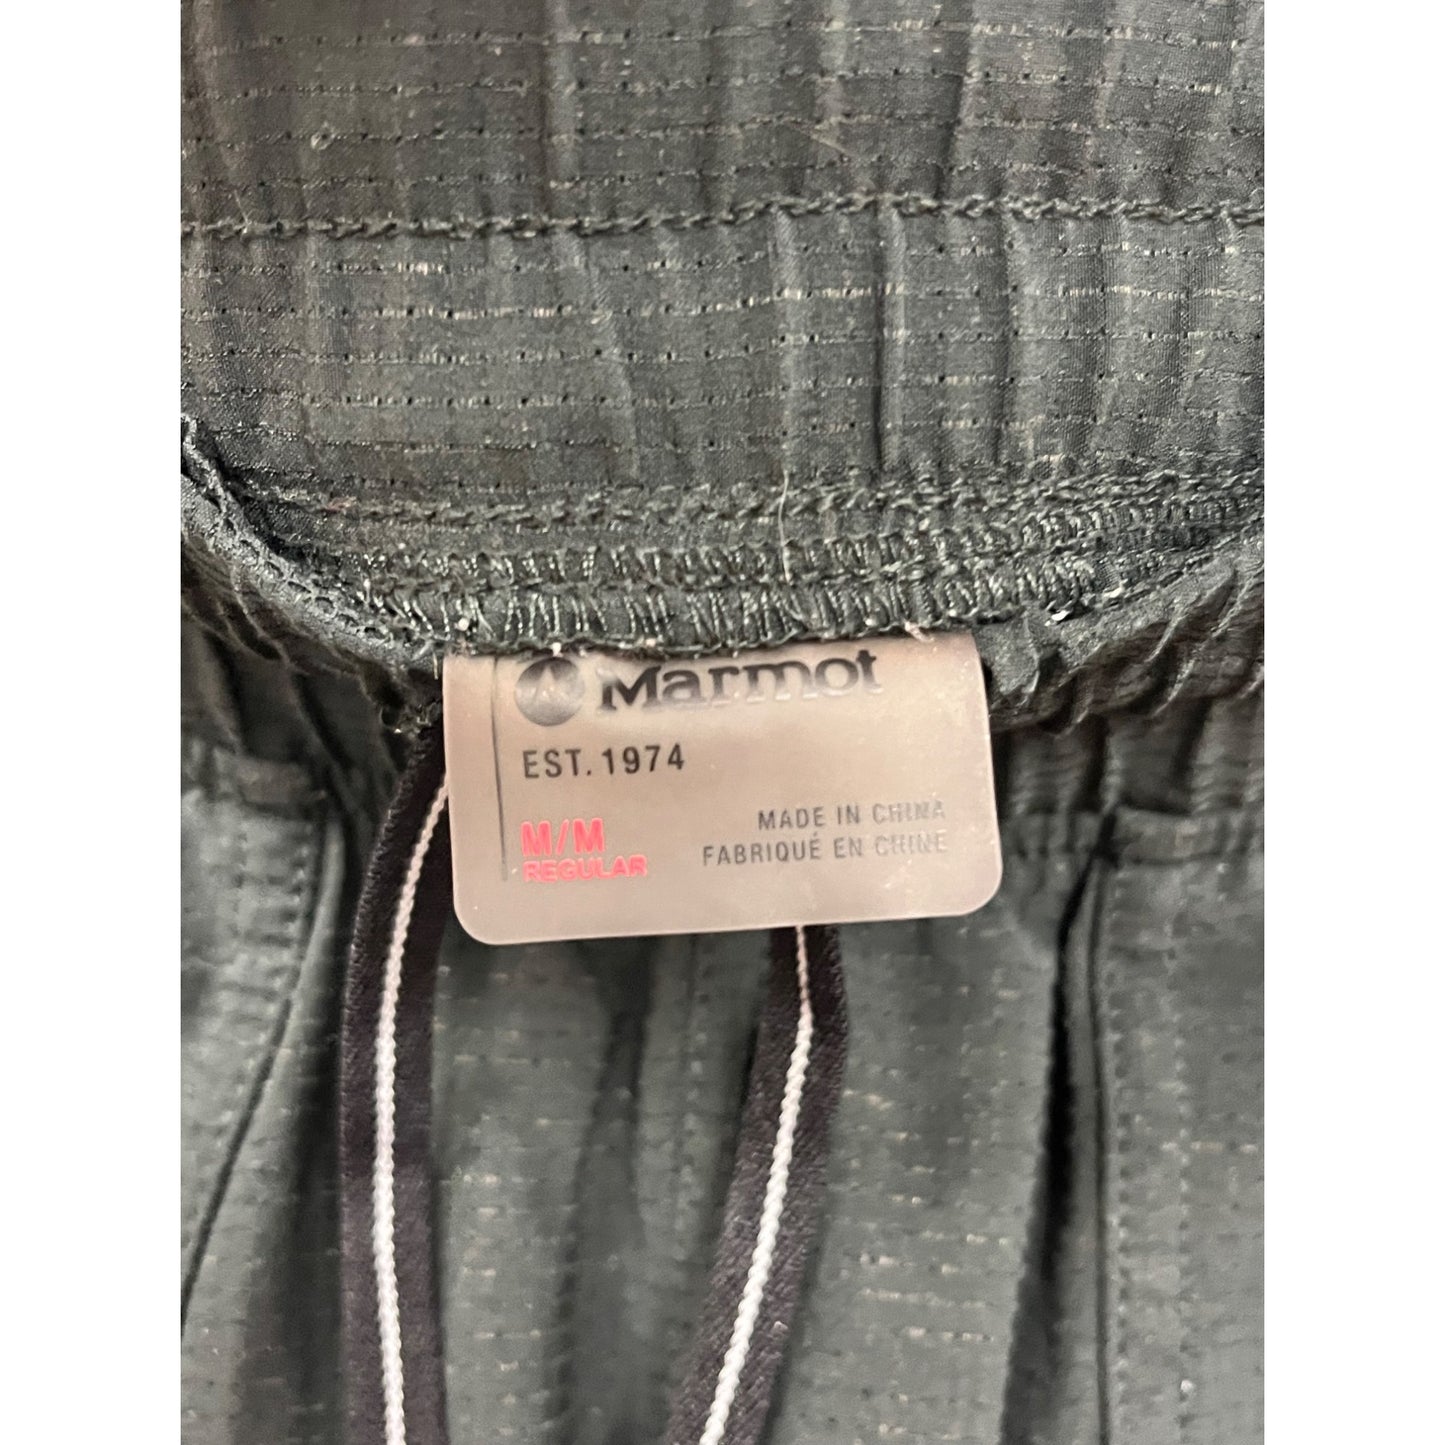 Marmot
EST. 1974
M/M
REGULAR
MADE IN CHINA
FABRIQUÉ EN CHINE